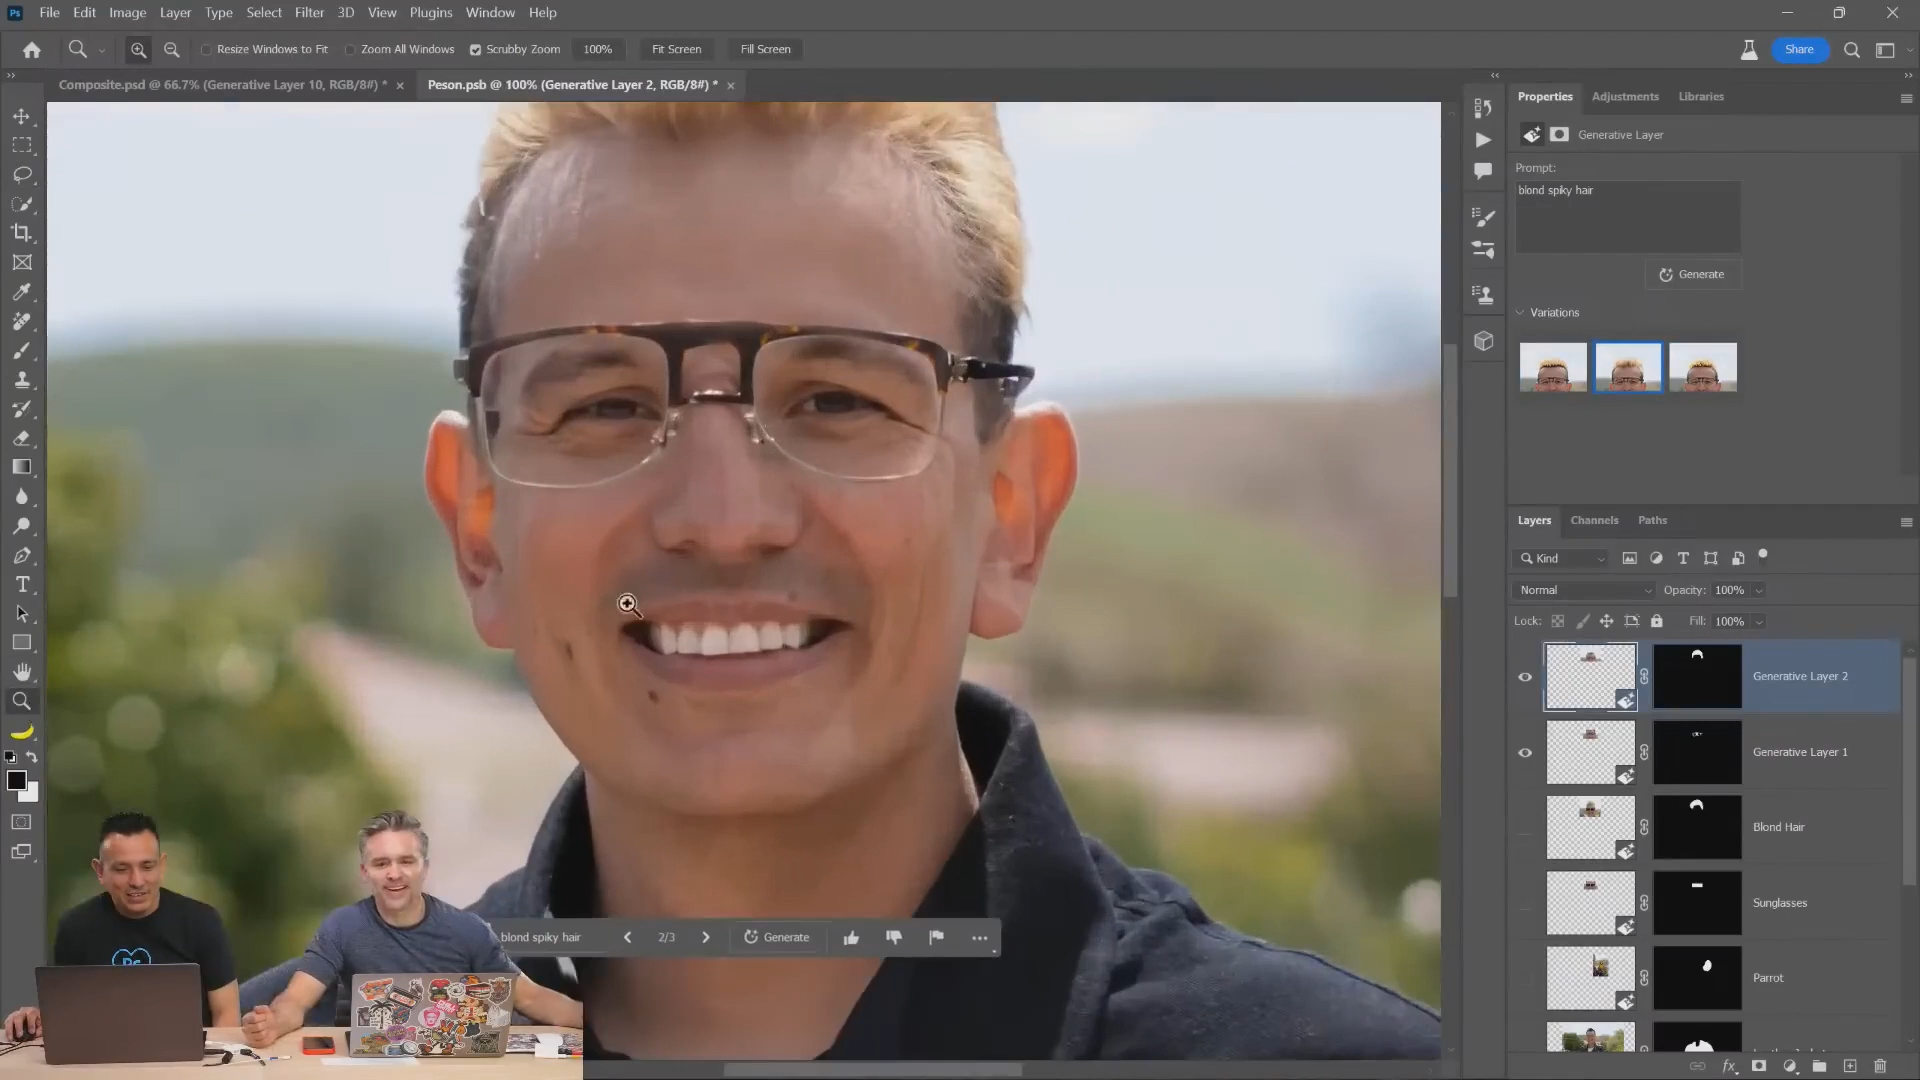 Ps File Edit Image Layer Type Select Filter 3D View Plugins Window Help
Resize Windows to Fit Zoom All Windows Scrubby Zoom 100% Fit Screen Fill Screen Share
Composite.psd @ 66.7% (Generative Layer 10, RGB/8#) * × Peson.psb @ 100% (Generative Layer 2, RGB/8#) * ×
Properties Adjustments Libraries
Generative Layer
Prompt:
blond spiky hair
Generate
Variations
Layers Channels Paths
Kind
Normal Opacity: 100%
Lock: Fill: 100%
Generative Layer 2
Generative Layer 1
Blond Hair
Sunglasses
Parrot
blond spiky hair 2/3 Generate
Ps